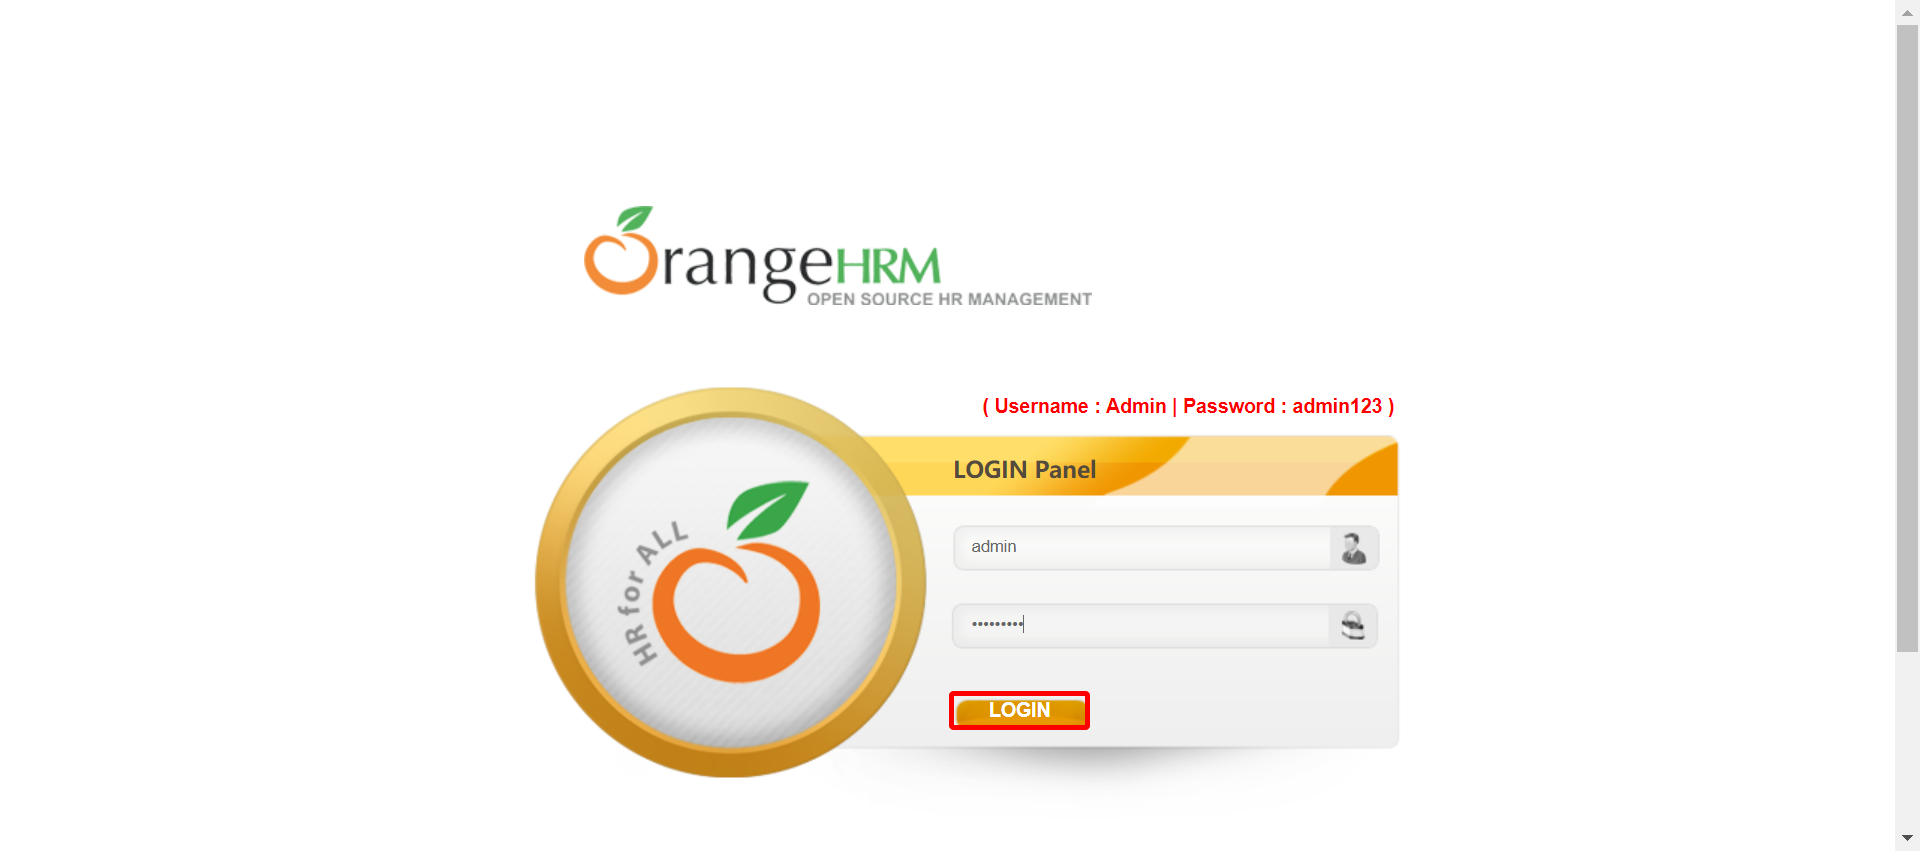 OrangeHRM
OPEN SOURCE HR MANAGEMENT
( Username : Admin | Password : admin123 )
LOGIN Panel
HR for ALL
admin
•••••••••
LOGIN